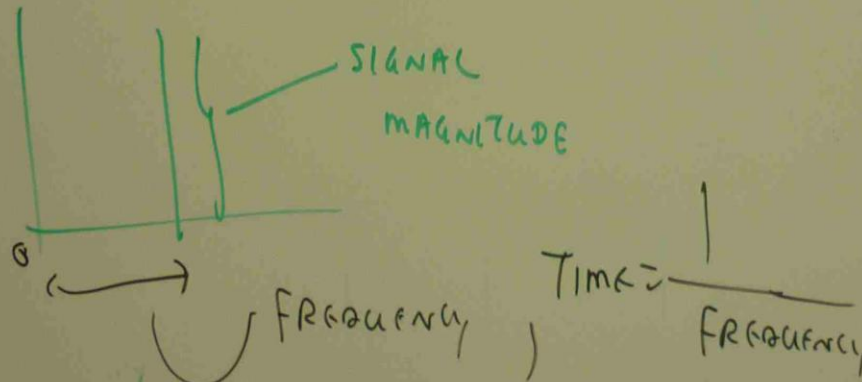 SIGNAL
MAGNITUDE
0
FREQUENCY
TIME = 1
FREQUENCY